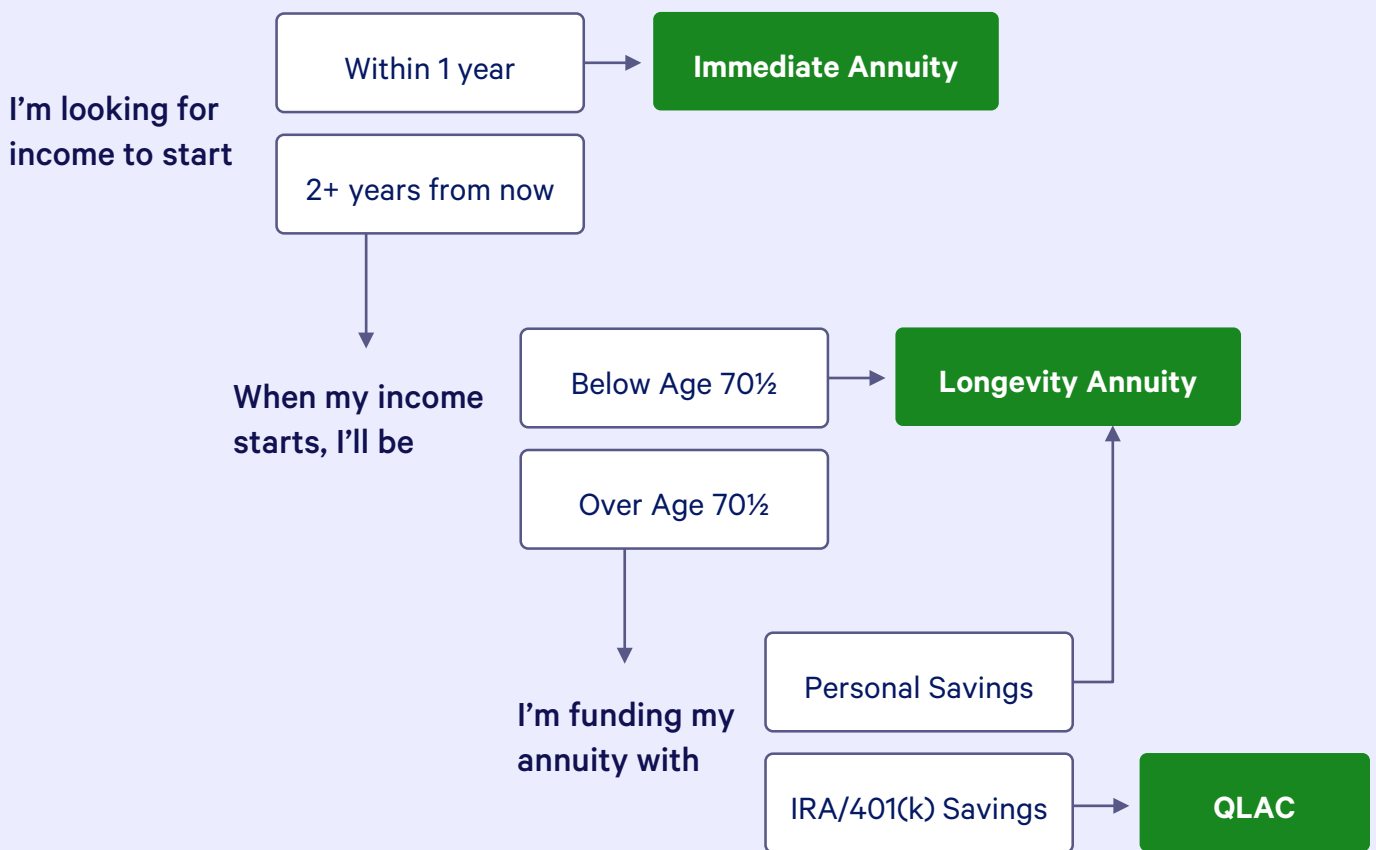 Within 1 year
Immediate Annuity
I'm looking for
income to start
2+ years from now
Below Age 70½
Longevity Annuity
When my income
starts, I'll be
Over Age 70½
Personal Savings
I'm funding my
annuity with
IRA/401(k) Savings
QLAC